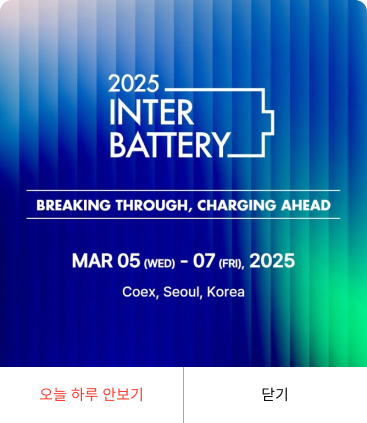 2025
INTER
BATTERY
BREAKING THROUGH, CHARGING AHEAD
MAR 05 (WED) - 07 (FRI), 2025
Coex, Seoul, Korea
오늘 하루 안보기
닫기